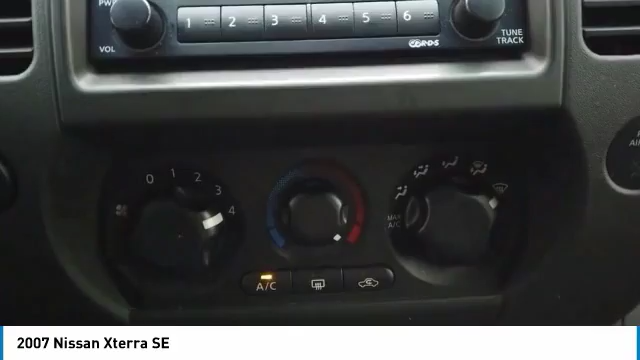 PW
1 2 3 4 5 6
VOL
RDS
TUNE
TRACK
0 1 2 3 4
MAX
A/C
A/C
2007 Nissan Xterra SE